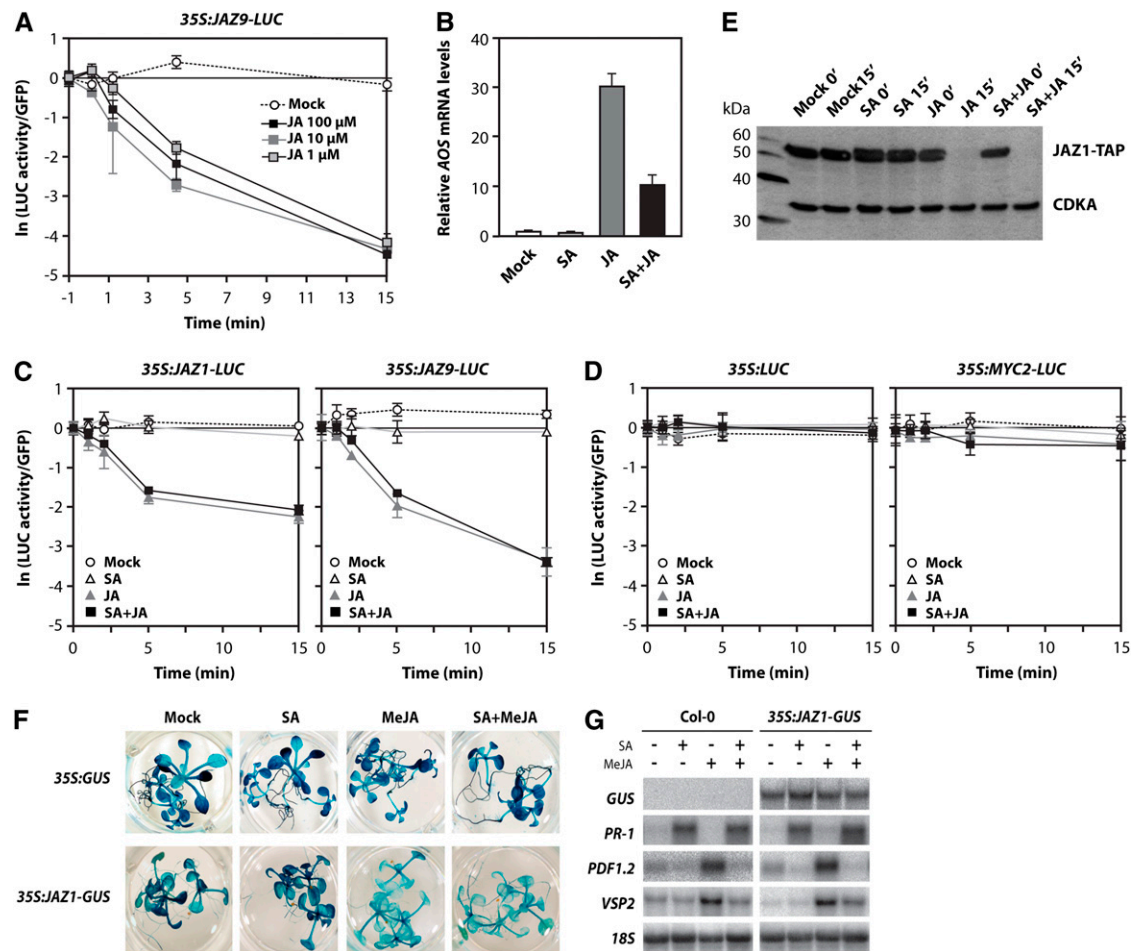 A
35S:JAZ9-LUC
ln (LUC activity/GFP)
1
0
-1
-2
-3
-4
-5
Mock
JA 100 μM
JA 10 μM
JA 1 μM
-1 1 3 5 7 9 11 13 15
Time (min)
B
Relative AOS mRNA levels
40
30
20
10
0
Mock SA JA SA+JA
E
Mock 0′ Mock15′ SA 0′ SA 15′ JA 0′ JA 15′ SA+JA 0′ SA+JA 15′
kDa
60
50
40
30
JAZ1-TAP
CDKA
C
35S:JAZ1-LUC 35S:JAZ9-LUC
ln (LUC activity/GFP)
1
0
-1
-2
-3
-4
-5
Mock
SA
JA
SA+JA
Mock
SA
JA
SA+JA
0 5 10 15 0 5 10 15
Time (min) Time (min)
D
35S:LUC 35S:MYC2-LUC
ln (LUC activity/GFP)
1
0
-1
-2
-3
-4
-5
Mock
SA
JA
SA+JA
Mock
SA
JA
SA+JA
0 5 10 15 0 5 10 15
Time (min) Time (min)
F
Mock SA MeJA SA+MeJA
35S:GUS
35S:JAZ1-GUS
G
Col-0 35S:JAZ1-GUS
SA - + - + - + - +
MeJA - - + + - - + +
GUS
PR-1
PDF1.2
VSP2
18S